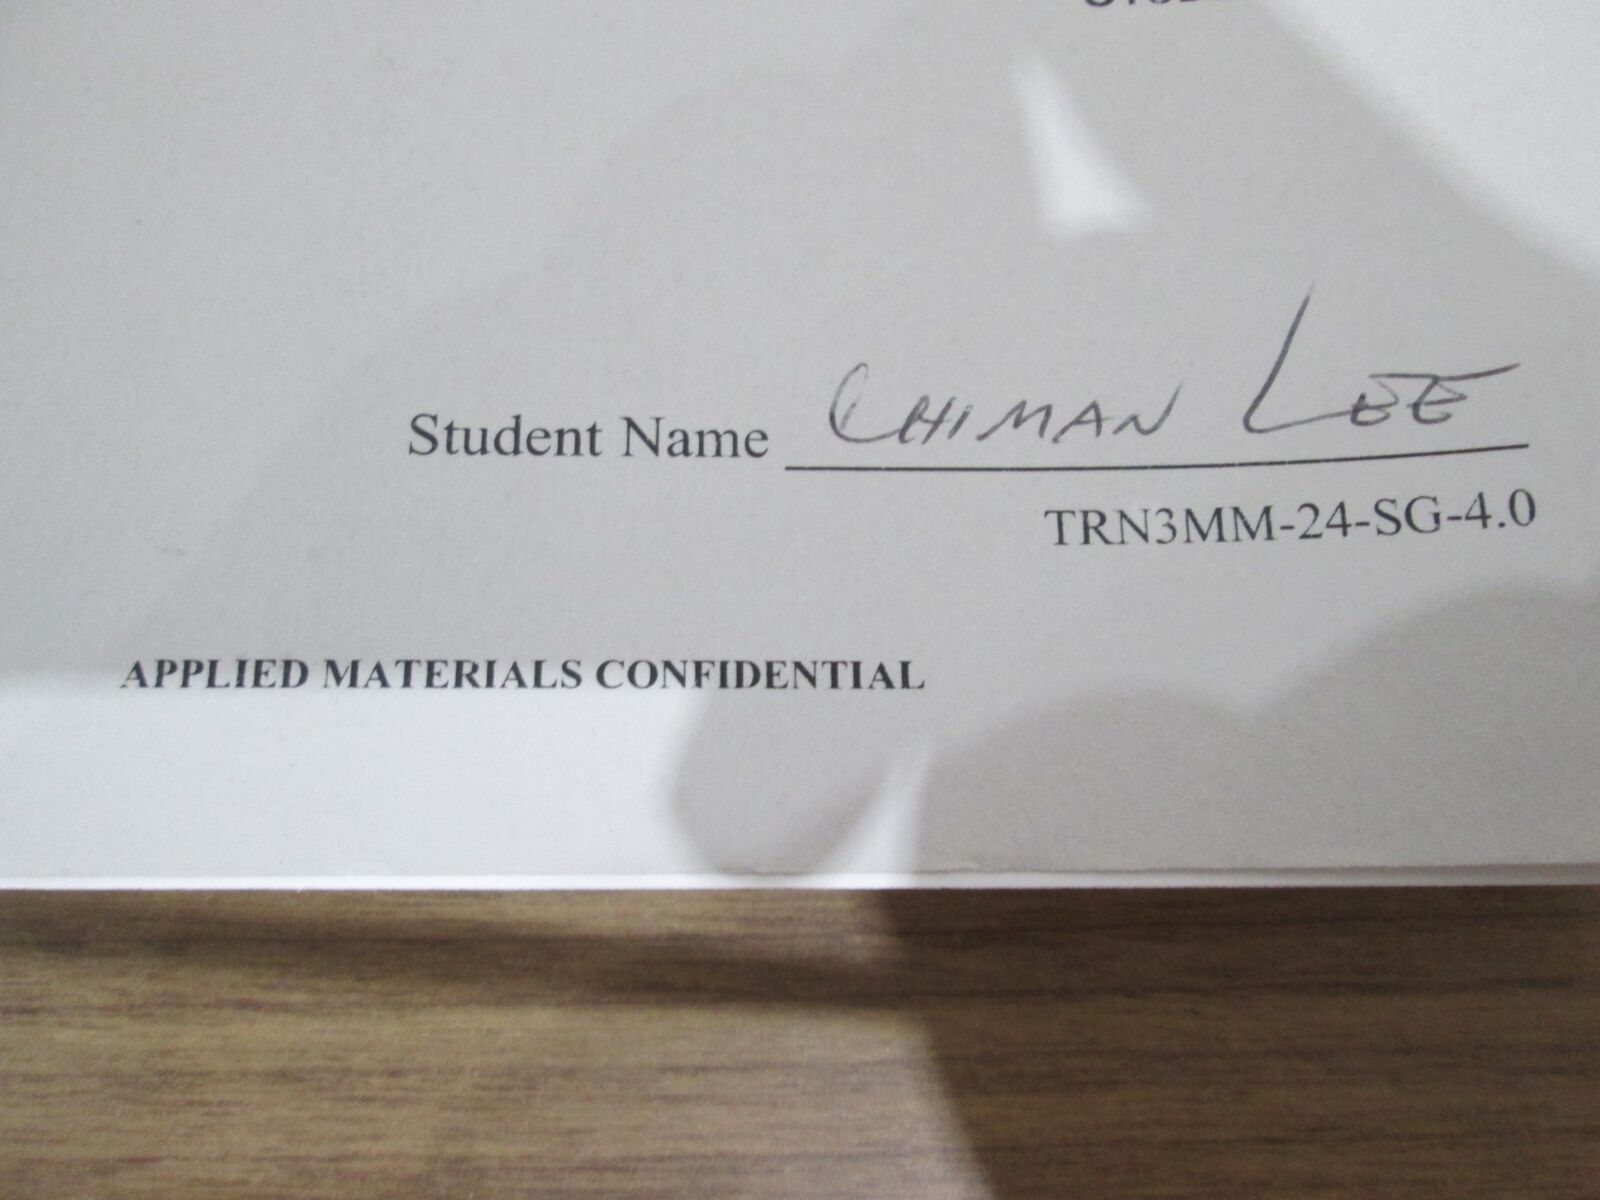 Student Name CHIMAN LEE
TRN3MM-24-SG-4.0
APPLIED MATERIALS CONFIDENTIAL